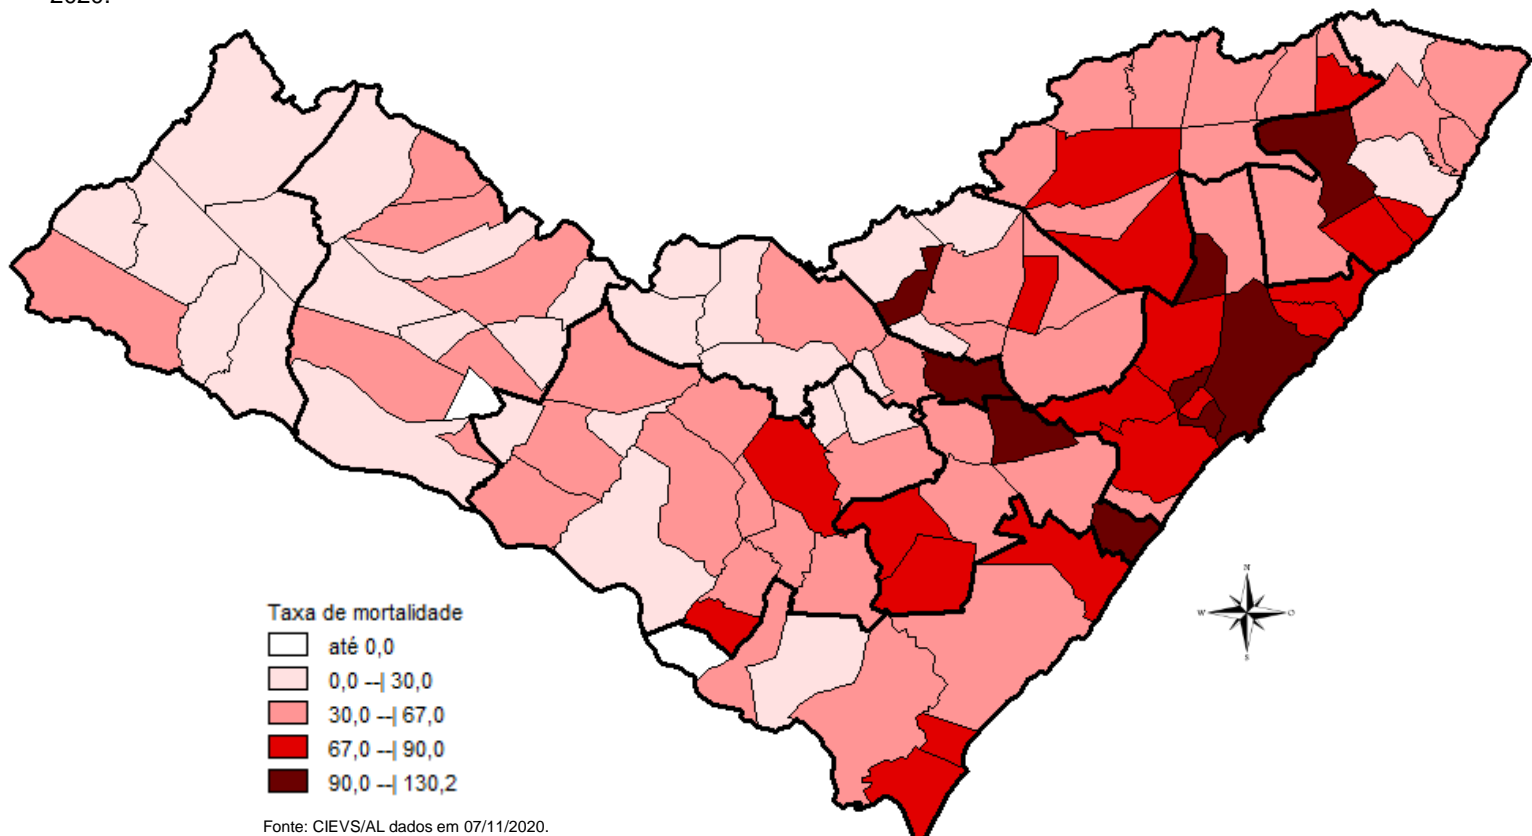 2020.
N
W
O
S
Taxa de mortalidade
até 0,0
0,0 --| 30,0
30,0 --| 67,0
67,0 --| 90,0
90,0 --| 130,2
Fonte: CIEVS/AL dados em 07/11/2020.